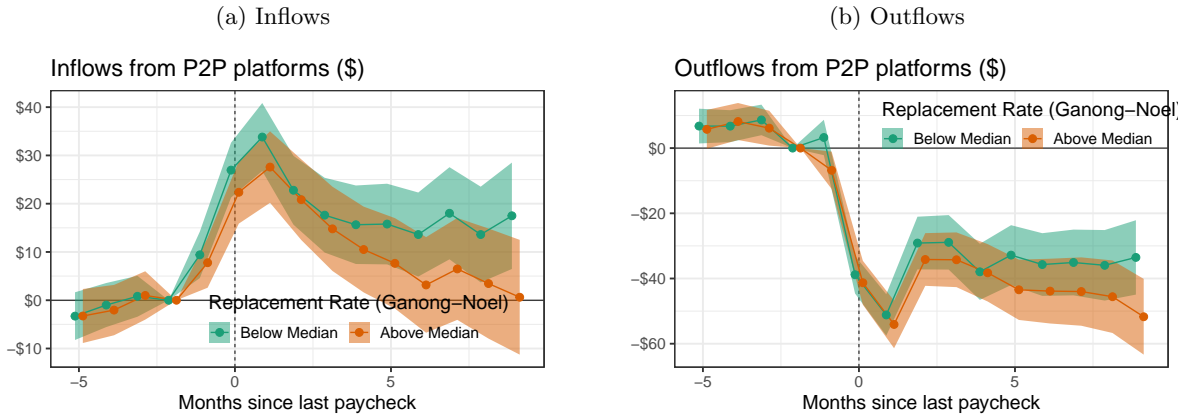 (a) Inflows
Inflows from P2P platforms ($)
$40
$30
$20
$10
$0
−$10
Replacement Rate (Ganong−Noel)
Below Median
Above Median
−5
0
5
Months since last paycheck
(b) Outflows
Outflows from P2P platforms ($)
Replacement Rate (Ganong−Noel)
Below Median
Above Median
$0
−$20
−$40
−$60
−5
0
5
Months since last paycheck